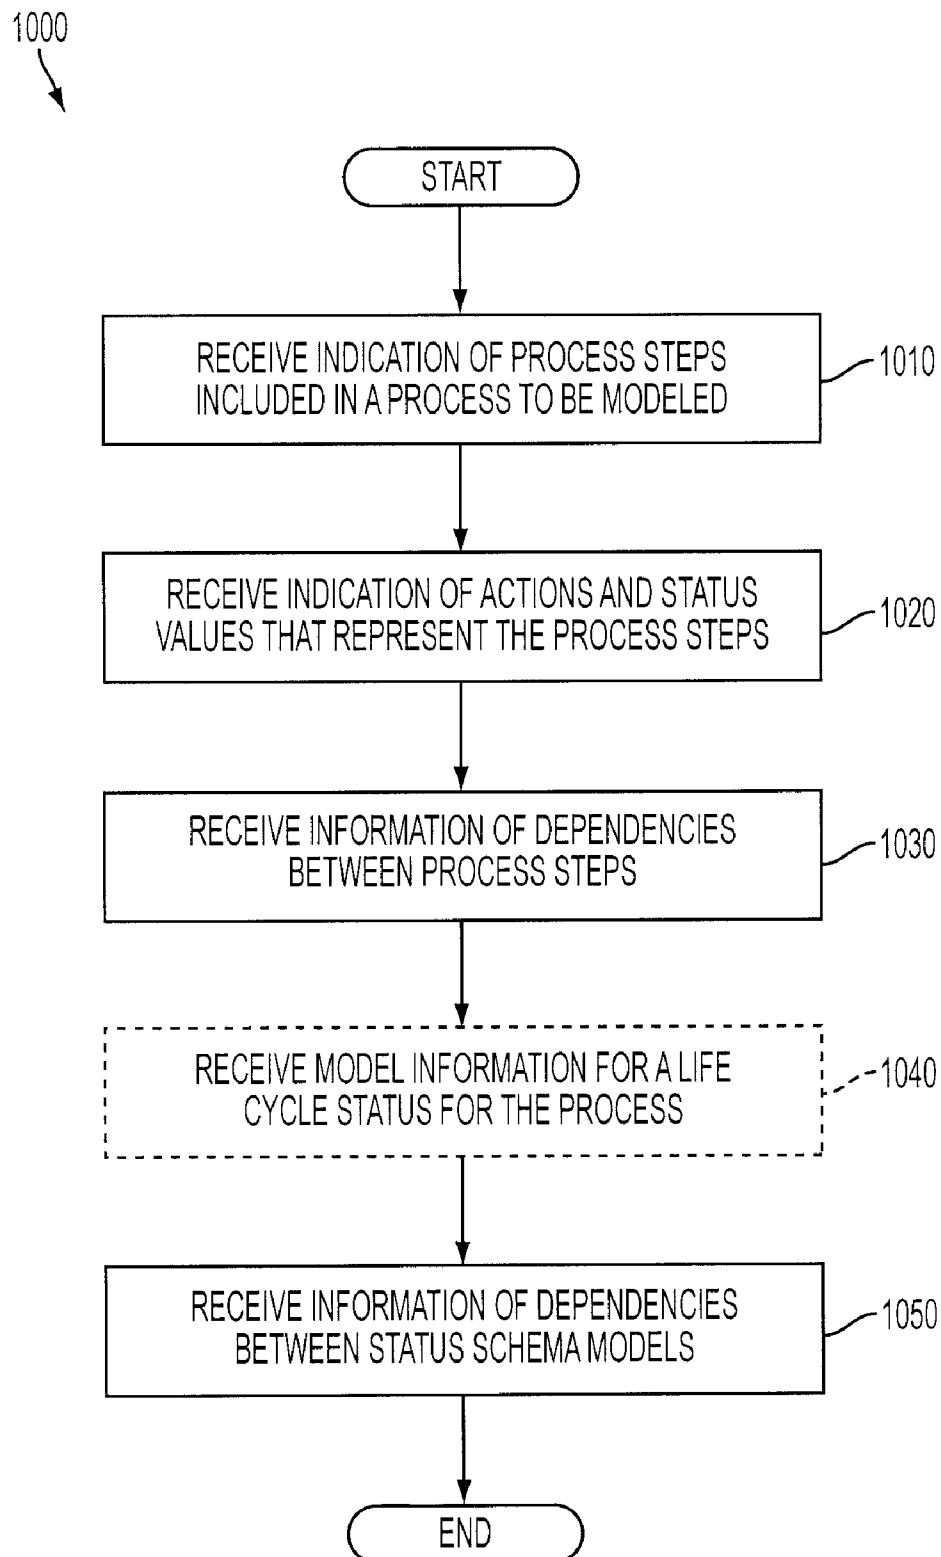 1000
START
RECEIVE INDICATION OF PROCESS STEPS
INCLUDED IN A PROCESS TO BE MODELED
1010
RECEIVE INDICATION OF ACTIONS AND STATUS
VALUES THAT REPRESENT THE PROCESS STEPS
1020
RECEIVE INFORMATION OF DEPENDENCIES
BETWEEN PROCESS STEPS
1030
RECEIVE MODEL INFORMATION FOR A LIFE
CYCLE STATUS FOR THE PROCESS
1040
RECEIVE INFORMATION OF DEPENDENCIES
BETWEEN STATUS SCHEMA MODELS
1050
END